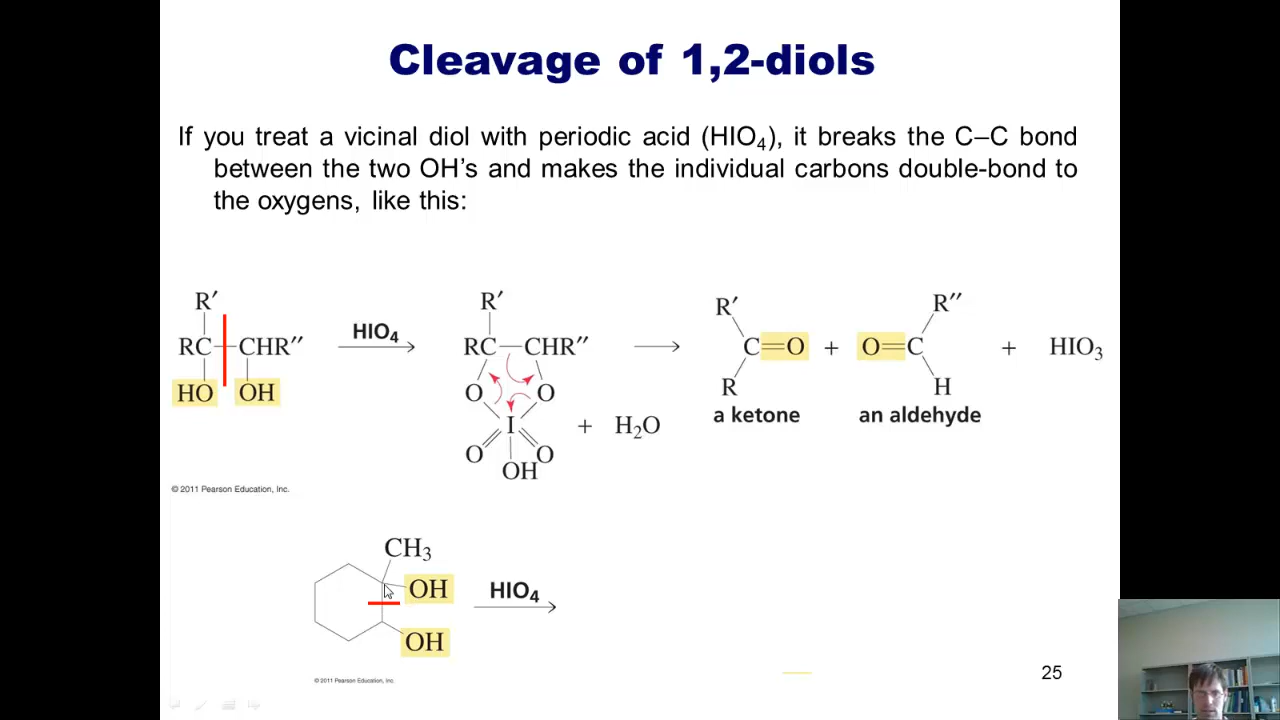 Cleavage of 1,2-diols
If you treat a vicinal diol with periodic acid (HIO₄), it breaks the C–C bond
between the two OH’s and makes the individual carbons double-bond to
the oxygens, like this:
R′ R′ R′ R″
RC—CHR″ HIO₄ RC—CHR″ C=O + O=C + HIO₃
HO OH O O R H
I + H₂O a ketone an aldehyde
O OH O
© 2011 Pearson Education, Inc.
CH₃
OH HIO₄
OH
© 2011 Pearson Education, Inc.
25